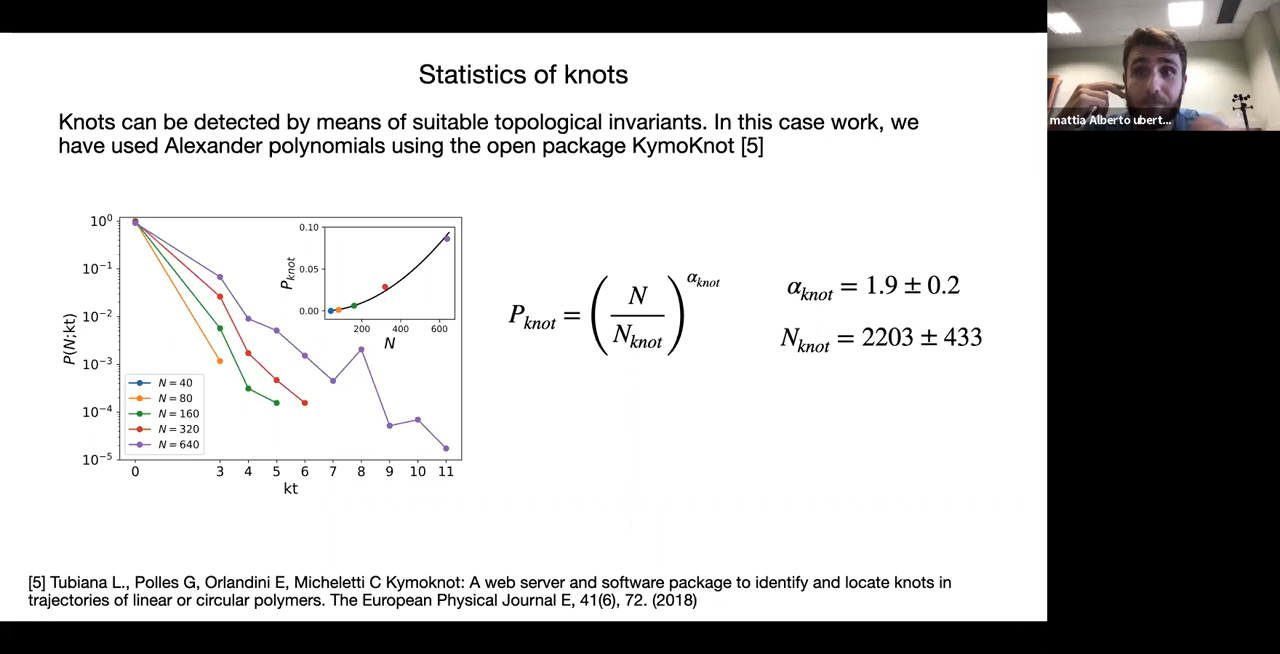 Statistics of knots
Knots can be detected by means of suitable topological invariants. In this case work, we
have used Alexander polynomials using the open package KymoKnot [5]
10⁰
10⁻¹
10⁻²
10⁻³
10⁻⁴
10⁻⁵
P(N;kt)
0 3 4 5 6 7 8 9 10 11
kt
N = 40
N = 80
N = 160
N = 320
N = 640
0.10
0.05
0.00
P_knot
200 400 600
N
P_knot = (N / N_knot)^α_knot
α_knot = 1.9 ± 0.2
N_knot = 2203 ± 433
[5] Tubiana L., Polles G, Orlandini E, Micheletti C Kymoknot: A web server and software package to identify and locate knots in
trajectories of linear or circular polymers. The European Physical Journal E, 41(6), 72. (2018)
mattia Alberto ubert...